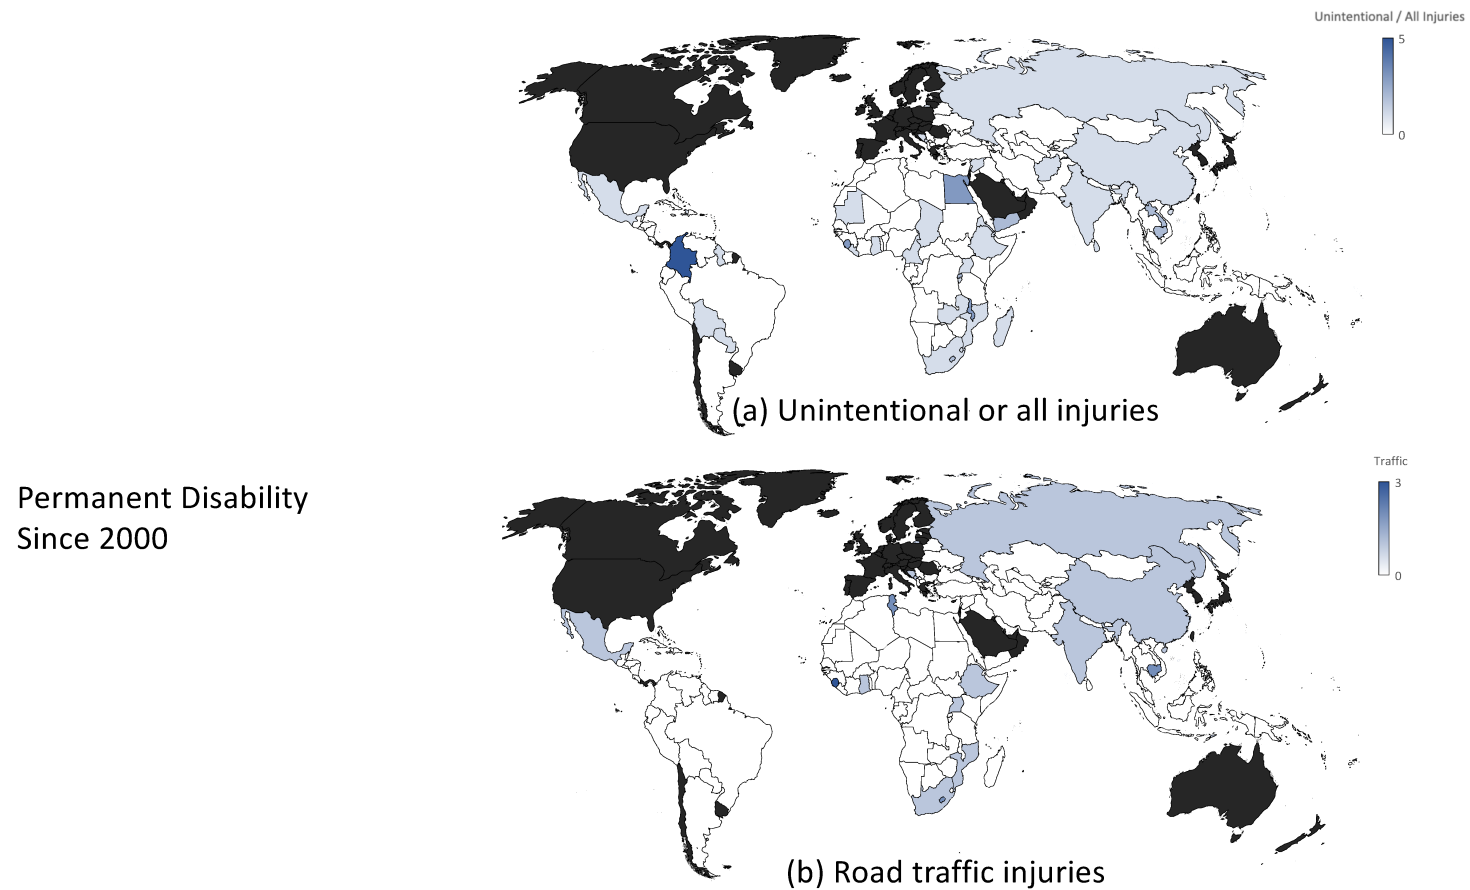 Unintentional / All Injuries
5
0
(a) Unintentional or all injuries
Permanent Disability
Since 2000
Traffic
3
0
(b) Road traffic injuries